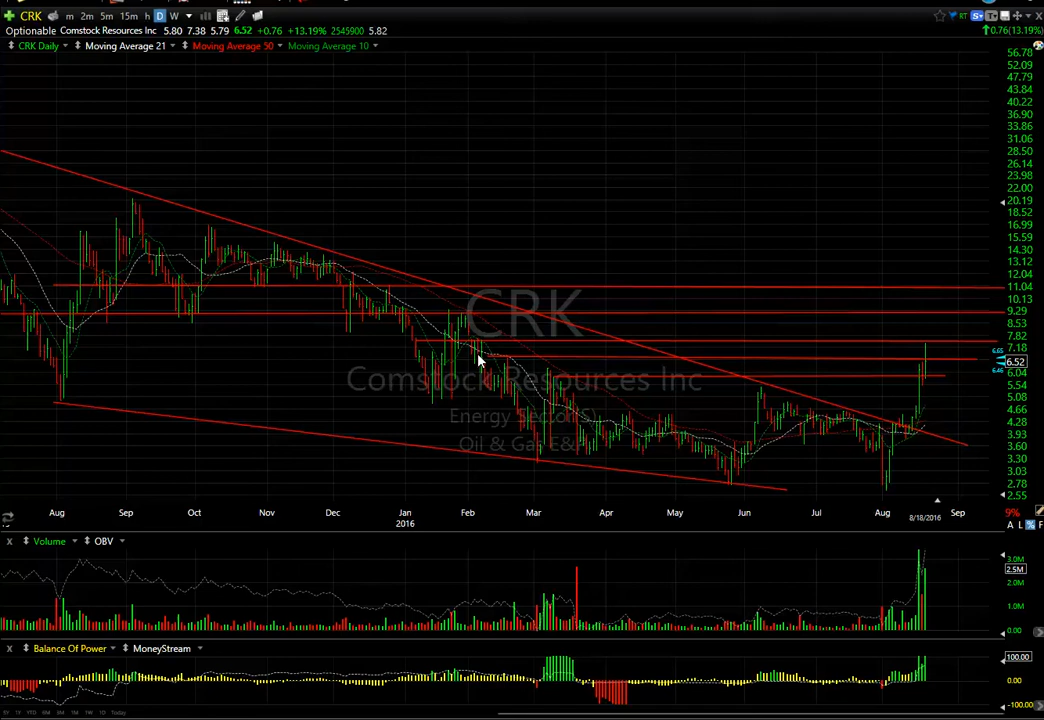 CRK m 2m 5m 15m h D W RT S T
Optionable Comstock Resources Inc 5.80 7.38 5.79 6.52 +0.76 +13.19% 2545900 5.82 0.76(13.19%)
CRK Daily Moving Average 21 Moving Average 50 Moving Average 10
56.78
52.09
47.79
43.84
40.22
36.90
33.86
31.06
28.50
26.14
23.98
22.00
20.19
18.52
16.99
15.59
14.30
13.12
12.04
11.04
10.13
9.29
8.53
7.82
7.18
6.65
6.52
6.46
6.04
5.54
5.08
4.66
4.28
3.93
3.60
3.30
3.03
2.78
2.55
CRK
Comstock Resources Inc
Energy Sector(S)
Oil & Gas E&P
Aug Sep Oct Nov Dec Jan Feb Mar Apr May Jun Jul Aug Sep
2016 8/18/2016
9%
A L % F
X Volume OBV
3.0M
2.5M
2.0M
1.0M
0.00
X Balance Of Power MoneyStream
100.00
0.00
-100.00
1D Today